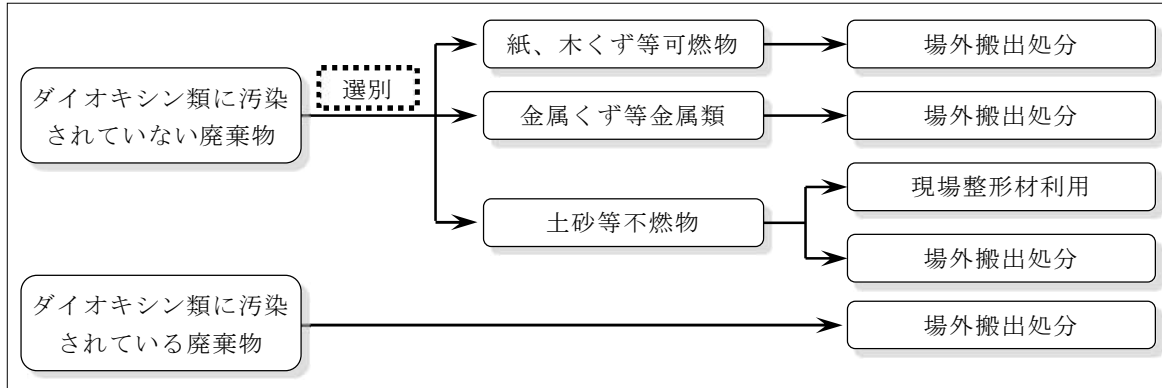 ダイオキシン類に汚染
されていない廃棄物
選別
紙、木くず等可燃物
場外搬出処分
金属くず等金属類
場外搬出処分
土砂等不燃物
現場整形材利用
場外搬出処分
ダイオキシン類に汚染
されている廃棄物
場外搬出処分